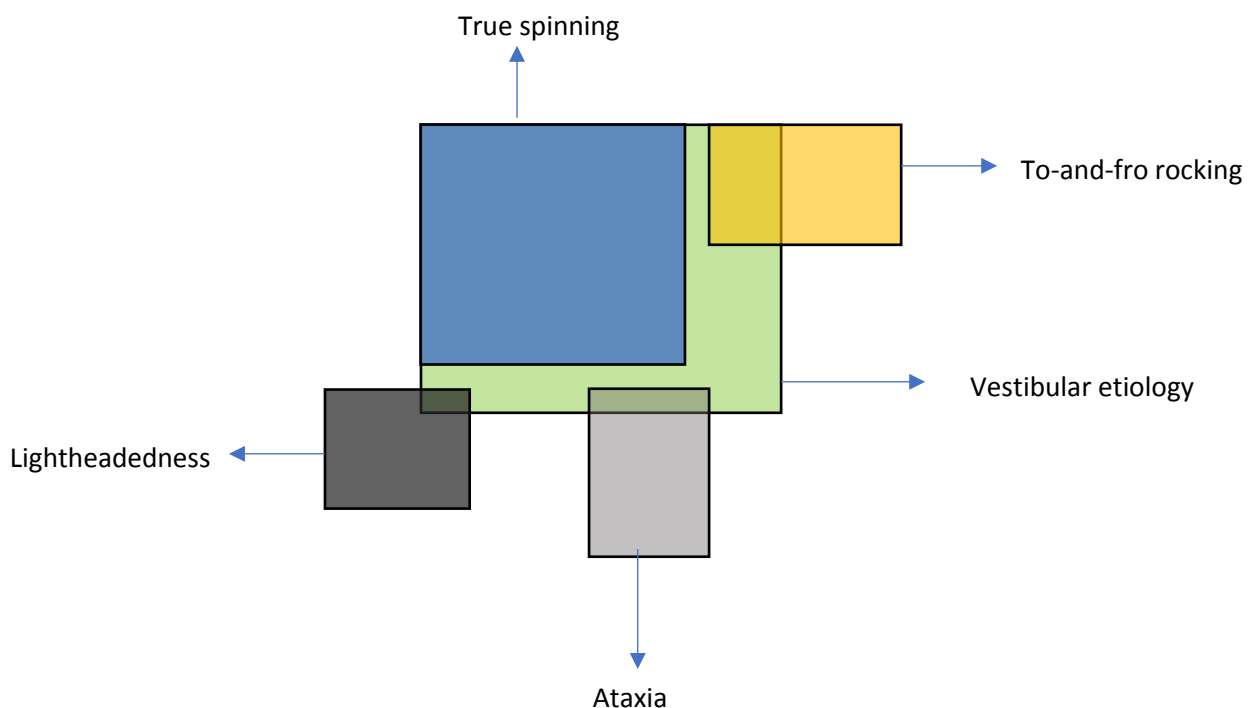 True spinning
To-and-fro rocking
Vestibular etiology
Lightheadedness
Ataxia